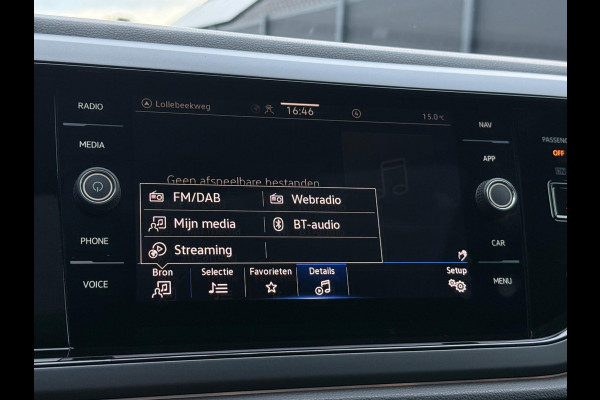 RADIO
MEDIA
PHONE
VOICE
Lollebeekweg
16:46
15.0°C
Geen afspeelbare bestanden
FM/DAB
Webradio
Mijn media
BT-audio
Streaming
Bron
Selectie
Favorieten
Details
Setup
NAV
APP
CAR
MENU
PASSENG
OFF